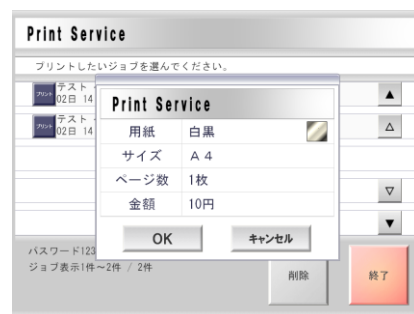 Print Service
プリントしたいジョブを選んでください。
プリント
テスト
02日 14
プリント
テスト
02日 14
Print Service
用紙 白黒
サイズ A4
ページ数 1枚
金額 10円
OK キャンセル
パスワード123
ジョブ表示1件~2件 / 2件
削除
終了